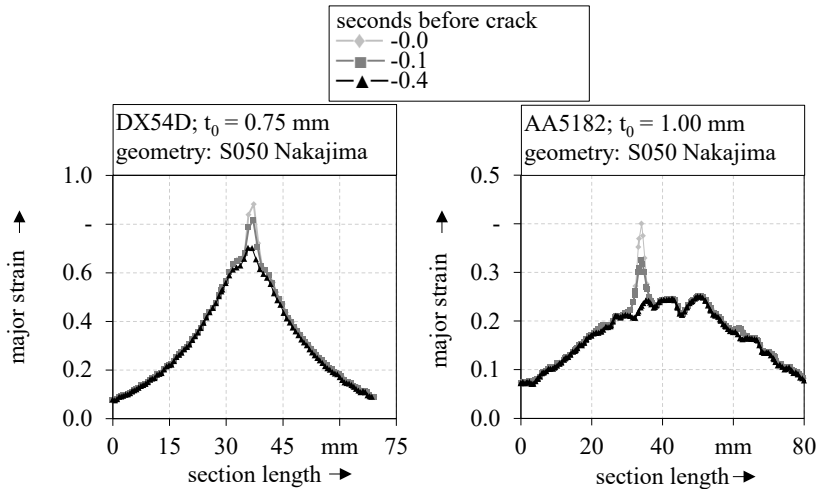 seconds before crack
-0.0
-0.1
-0.4
DX54D; t0 = 0.75 mm
geometry: S050 Nakajima
1.0
-
0.6
0.4
0.2
0.0
major strain
0 15 30 45 mm 75
section length
AA5182; t0 = 1.00 mm
geometry: S050 Nakajima
0.5
-
0.3
0.2
0.1
0.0
major strain
0 20 40 mm 80
section length